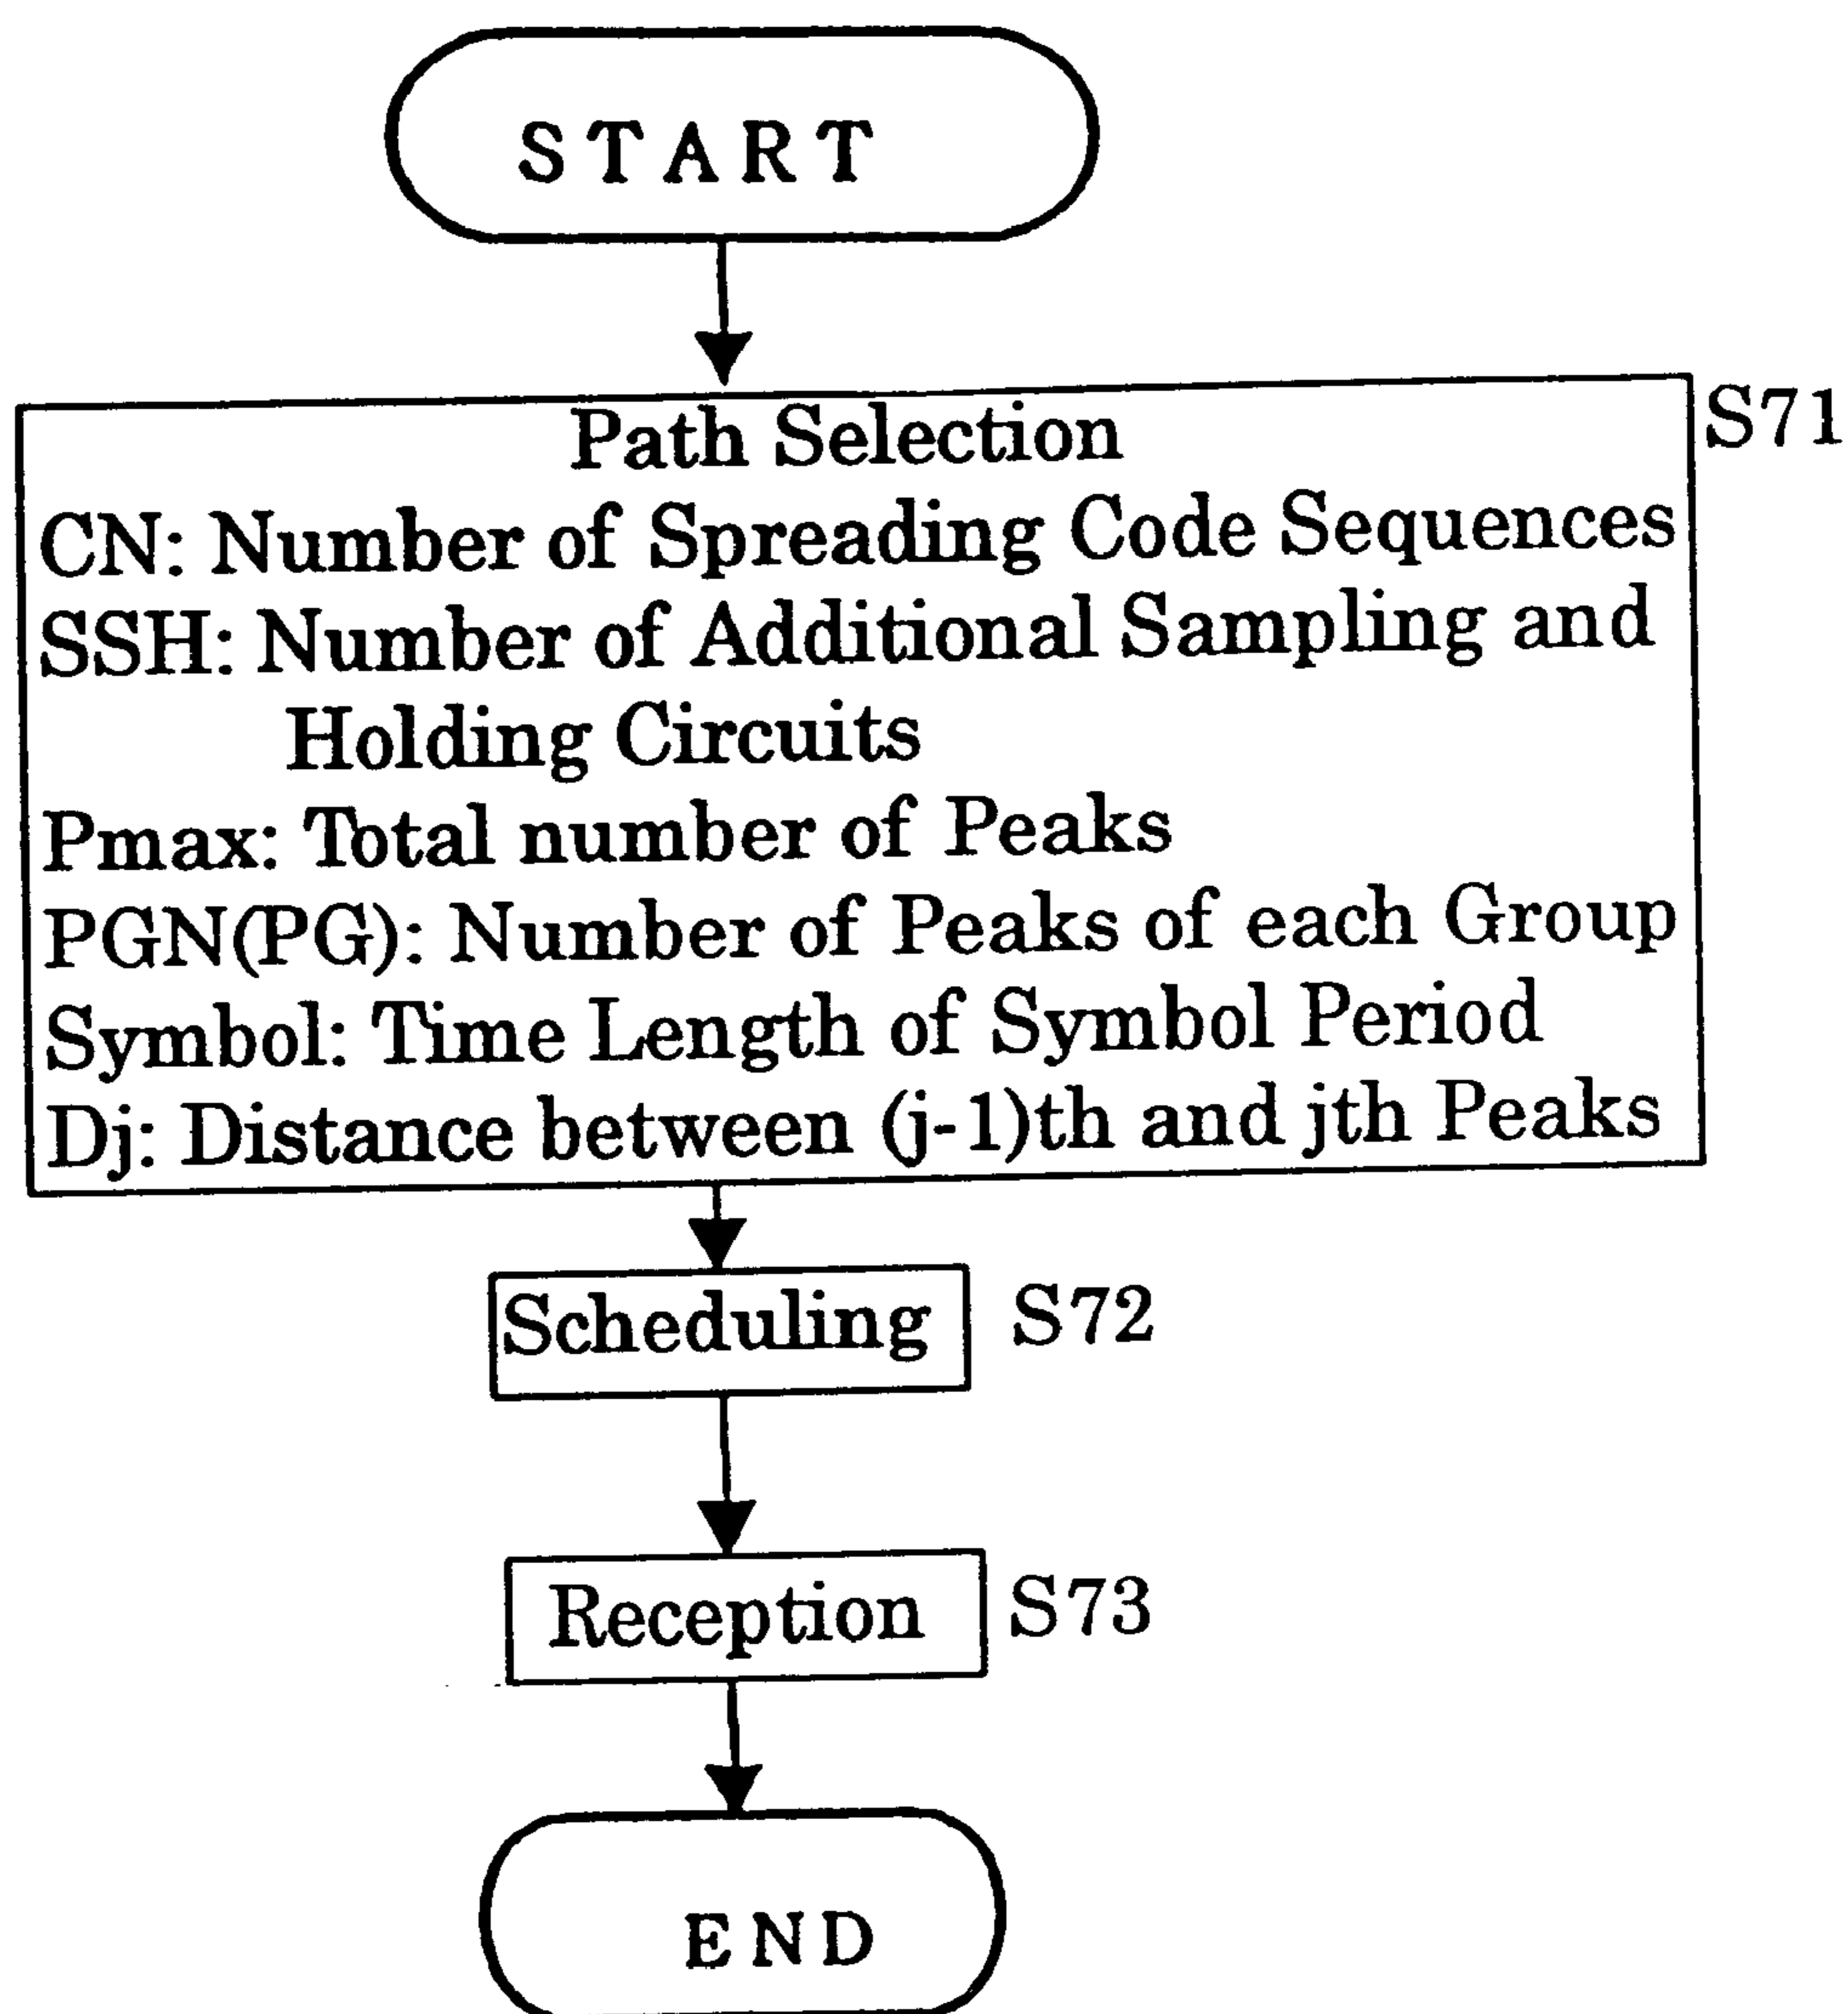 START
Path Selection
S71
CN: Number of Spreading Code Sequences
SSH: Number of Additional Sampling and
Holding Circuits
Pmax: Total number of Peaks
PGN(PG): Number of Peaks of each Group
Symbol: Time Length of Symbol Period
Dj: Distance between (j-1)th and jth Peaks
Scheduling
S72
Reception
S73
END